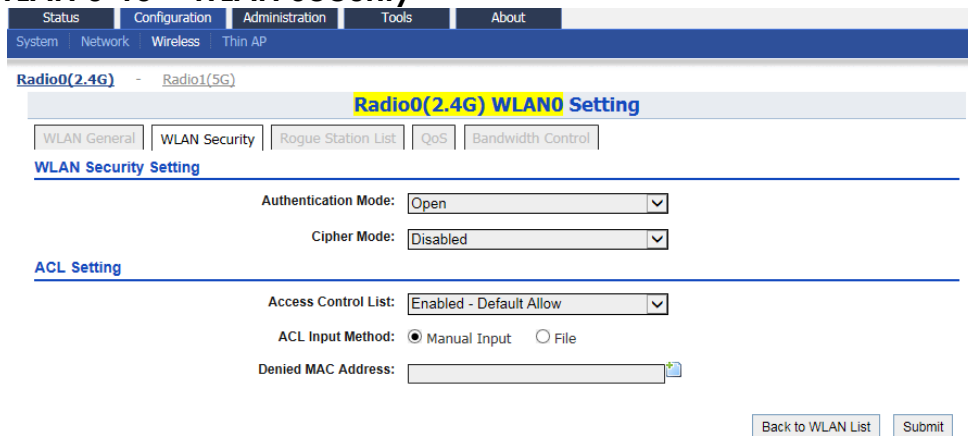 Status Configuration Administration Tools About
System Network Wireless Thin AP
Radio0(2.4G) - Radio1(5G)
Radio0(2.4G) WLAN0 Setting
WLAN General WLAN Security Rogue Station List QoS Bandwidth Control
WLAN Security Setting
Authentication Mode: Open
Cipher Mode: Disabled
ACL Setting
Access Control List: Enabled - Default Allow
ACL Input Method: Manual Input File
Denied MAC Address:
Back to WLAN List Submit